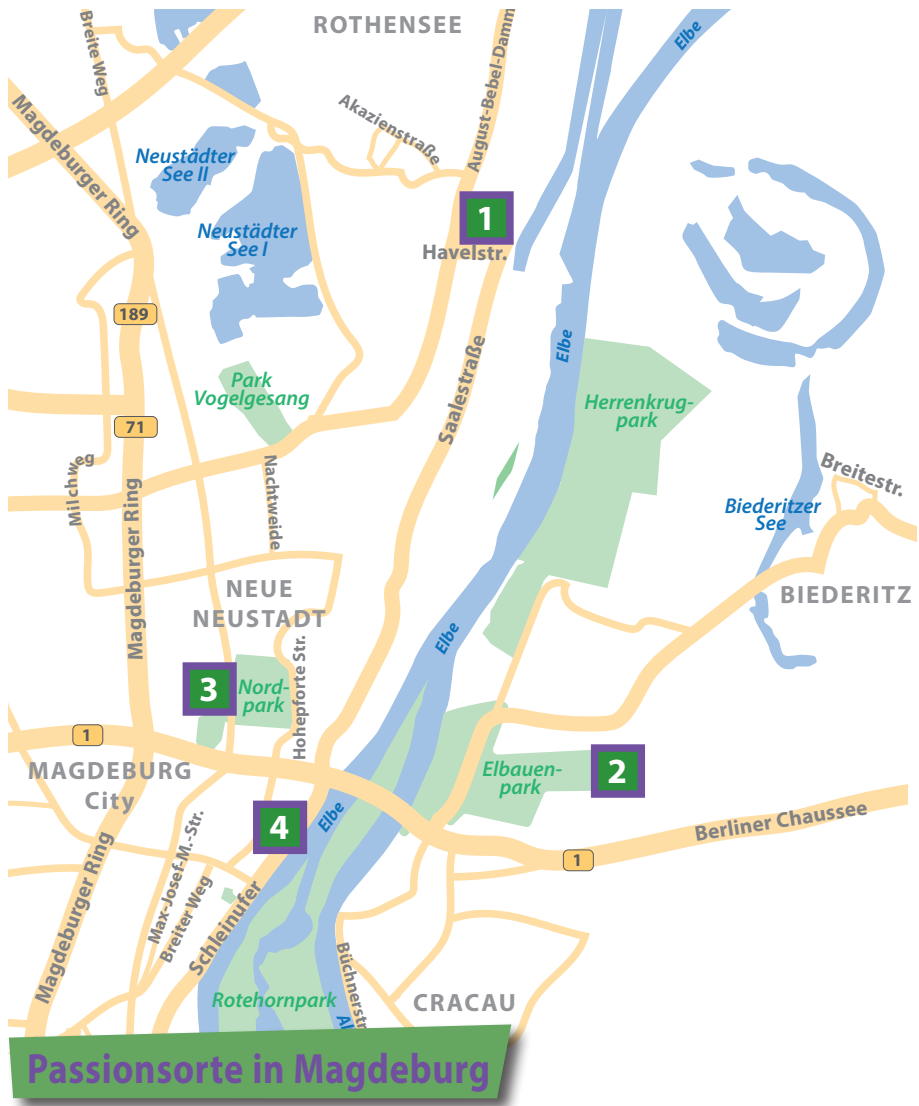 ROTHENSEE
Elbe
Breite Weg
August-Bebel-Damm
Akazienstraße
Magdeburger Ring
Neustädter
See II
Neustädter
See I
1
Havelstr.
189
Elbe
Park
Vogelgesang
Saalestraße
Herrenkrug-
park
71
Milchweg
Nachtweide
Breitestr.
Biederitzer
See
Magdeburger Ring
NEUE
NEUSTADT
BIEDERITZ
Elbe
3
Nord-
park
Hohepforte Str.
1
MAGDEBURG
City
Elbauen-
park
2
4
Elbe
Berliner Chaussee
1
Max-Josef-M.-Str.
Breiter Weg
Magdeburger Ring
Schleinufer
Büchnerstr
Rotehornpark
CRACAU
Passionsorte in Magdeburg